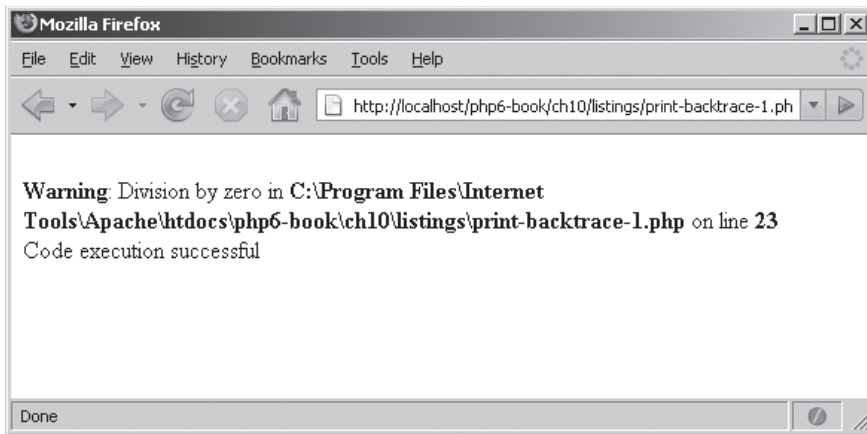 Mozilla Firefox
File Edit View History Bookmarks Tools Help
http://localhost/php6-book/ch10/listings/print-backtrace-1.ph
Warning: Division by zero in C:\Program Files\Internet
Tools\Apache\htdocs\php6-book\ch10\listings\print-backtrace-1.php on line 23
Code execution successful
Done